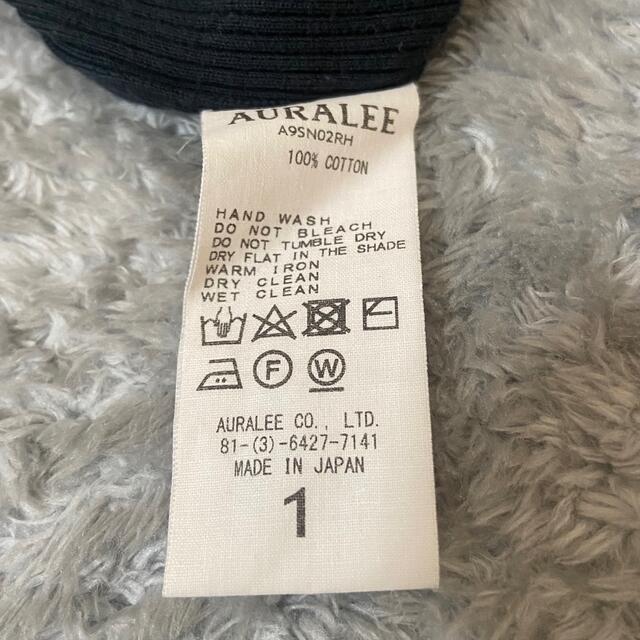 AURALEE
A9SN02RH
100% COTTON
HAND WASH
DO NOT BLEACH
DO NOT TUMBLE DRY
DRY FLAT IN THE SHADE
WARM IRON
DRY CLEAN
WET CLEAN
F W
AURALEE CO., LTD.
81-(3)-6427-7141
MADE IN JAPAN
1